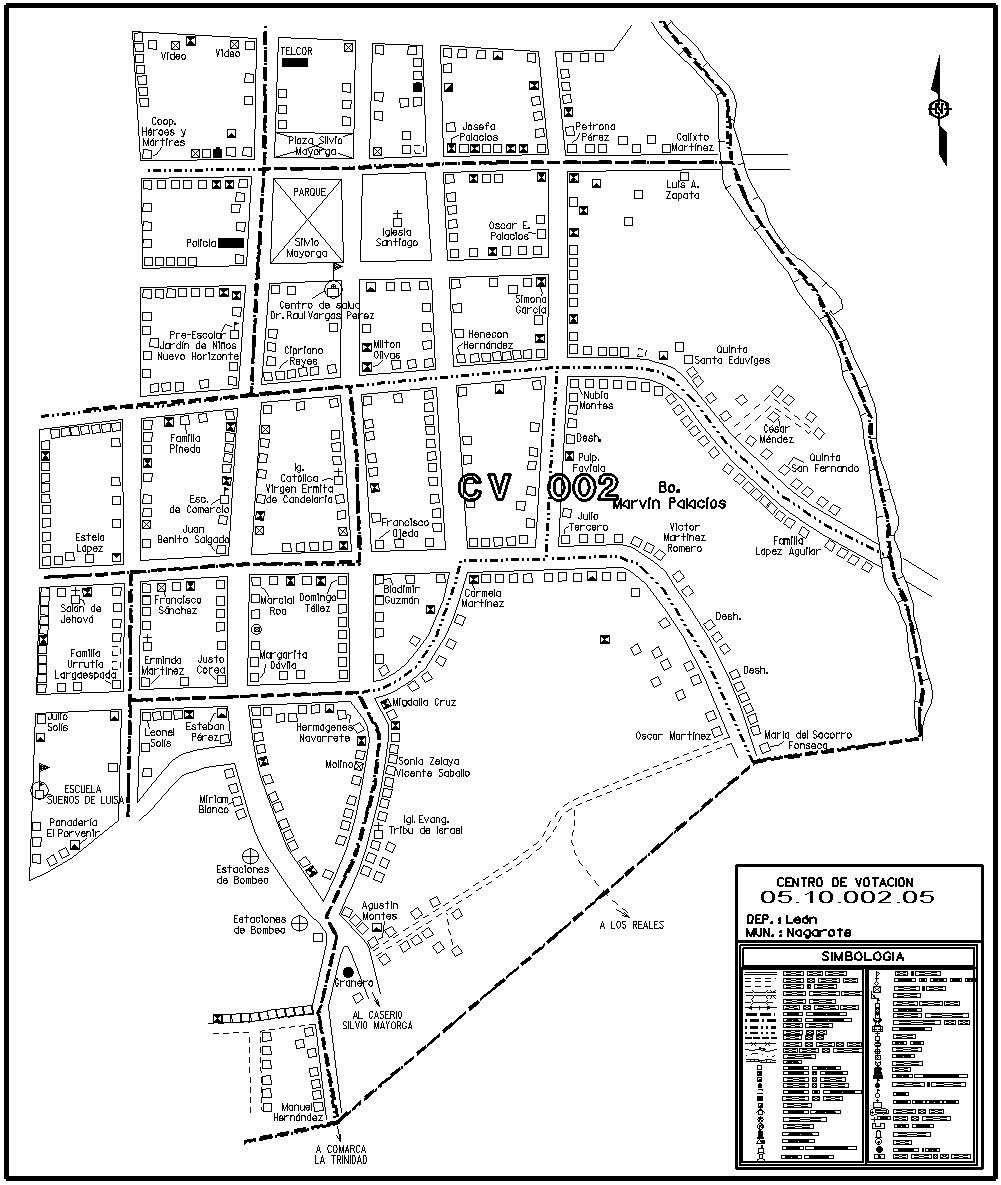 Video
Video
TELCOR
Coop.
Héroes y
Mártires
Plaza Silvio
Mayorga
Josefa
Palacios
Petrona
Pérez
Calixto
Martínez
N
PARQUE
Silvio
Mayorga
Policía
Iglesia
Santiago
Oscar E.
Palacios
Luis A.
Zapata
Centro de salud
Dr. Raul Vargas Perez
Simona
García
Pre-Escolar
Jardín de Niños
Nuevo Horizonte
Cipriano
Reyes
Milton
Olivas
Henecon
Hernández
Quinta
Santa Eduviges
Familia
Pineda
Nubia
Montes
César
Méndez
Desh.
Ig.
Católica
Virgen Ermita
de Candelaria
Pulp.
Faviola
Quinta
San Fernando
CV 002
Bo.
Marvin Palacios
Esc.
de Comercio
Juan
Benito Salgado
Estela
López
Francisco
Ojeda
Julio
Tercero
Victor
Martínez
Romero
Familia
López Aguilar
Salón de
Jehová
Francisco
Sánchez
Marcial
Roa
Domingo
Téllez
Bladimir
Guzmán
Carmela
Martínez
Desh.
Familia
Urrutia
Largaespada
Erminda
Martínez
Justo
Corea
Margarita
Dávila
Desh.
Julio
Solís
Leonel
Solís
Esteban
Pérez
Hermógenes
Navarrete
Migdalia Cruz
Oscar Martínez
María del Socorro
Fonseca
Molino
Sonia Zelaya
Vicente Saballo
ESCUELA
SUEÑOS DE LUISA
Miriam
Blanco
Panadería
El Porvenir
Igl. Evang.
Tribu de Israel
Estaciones
de Bombeo
Estaciones
de Bombeo
Agustín
Montes
A LOS REALES
Granero
AL CASERIO
SILVIO MAYORGA
Manuel
Hernández
A COMARCA
LA TRINIDAD
CENTRO DE VOTACION
05.10.002.05
DEP. : León
MUN. : Nagarote
SIMBOLOGIA